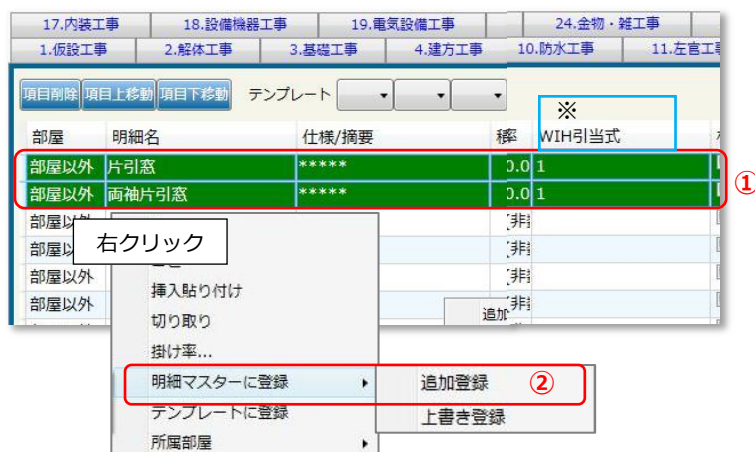 17.内装工事 18.設備機器工事 19.電気設備工事 24.金物・雑工事
1.仮設工事 2.解体工事 3.基礎工事 4.建方工事 10.防水工事 11.左官工事
項目削除 項目上移動 項目下移動 テンプレート
※
部屋 明細名 仕様/摘要 WIH引当式
部屋以外 片引窓 ***** 0.0 1
①
部屋以外 両袖片引窓 ***** 0.0 1
部屋以外
右クリック
部屋以外
部屋以外
挿入貼り付け
部屋以外
追加
切り取り
掛け率...
明細マスターに登録 追加登録 ②
テンプレートに登録 上書き登録
所属部屋